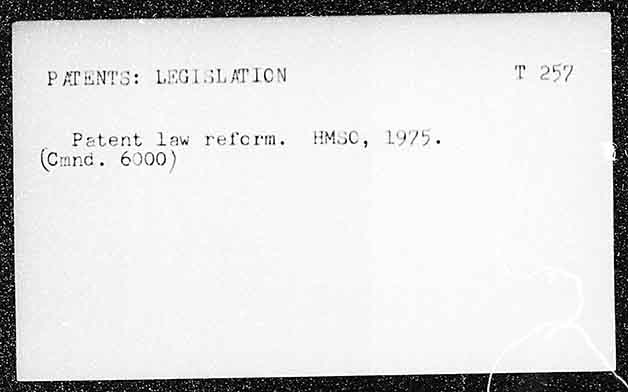 PATENTS: LEGISLATION T 257
Patent law reform. HMSO, 1975.
(Cmnd. 6000)